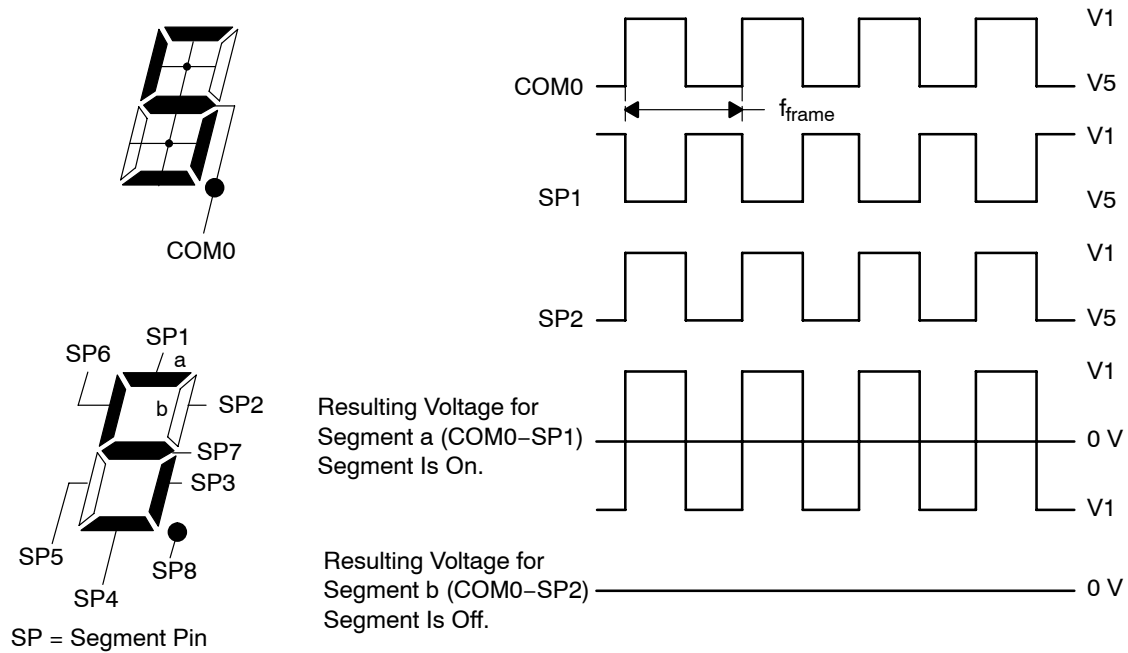 COM0
SP1
a
SP6
b
SP2
SP7
SP3
SP5
SP8
SP4
SP = Segment Pin
V1
COM0
V5
fframe
V1
SP1
V5
V1
SP2
V5
V1
Resulting Voltage for
Segment a (COM0−SP1)
Segment Is On.
0 V
V1
Resulting Voltage for
Segment b (COM0−SP2)
Segment Is Off.
0 V